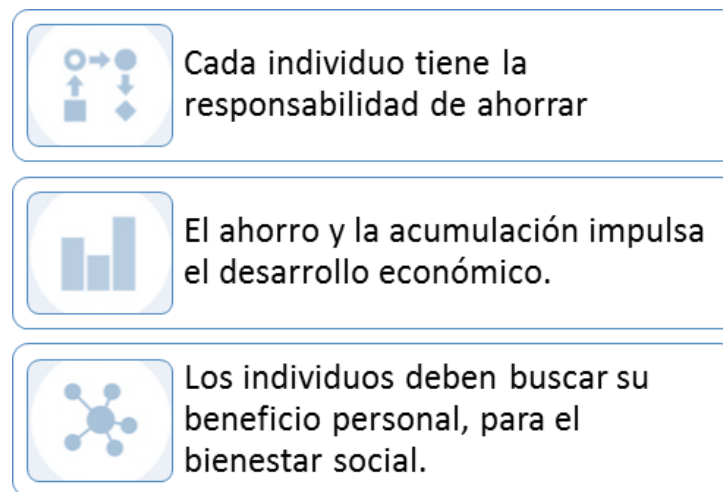 Cada individuo tiene la
responsabilidad de ahorrar
El ahorro y la acumulación impulsa
el desarrollo económico.
Los individuos deben buscar su
beneficio personal, para el
bienestar social.